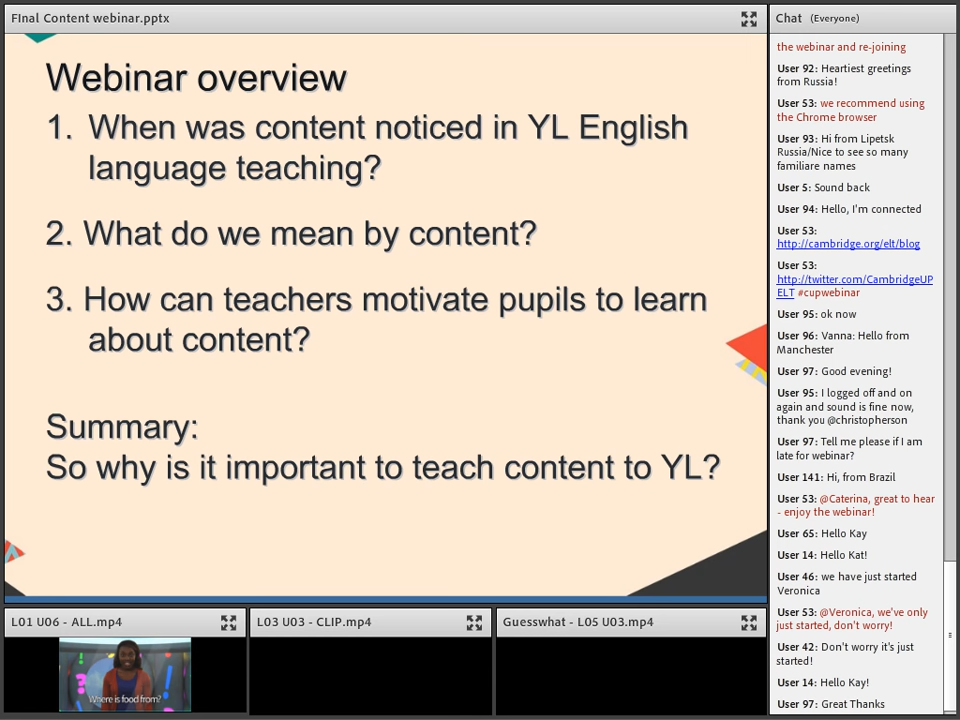 FInal Content webinar.pptx
Webinar overview
1. When was content noticed in YL English
language teaching?
2. What do we mean by content?
3. How can teachers motivate pupils to learn
about content?
Summary:
So why is it important to teach content to YL?
L01 U06 - ALL.mp4
Where is food from?
L03 U03 - CLIP.mp4
Guesswhat - L05 U03.mp4
Chat (Everyone)
the webinar and re-joining
User 92: Heartiest greetings
from Russia!
User 53: we recommend using
the Chrome browser
User 93: Hi from Lipetsk
Russia/Nice to see so many
familiare names
User 5: Sound back
User 94: Hello, I'm connected
User 53:
http://cambridge.org/elt/blog
User 53:
http://twitter.com/CambridgeUP
ELT #cupwebinar
User 95: ok now
User 96: Vanna: Hello from
Manchester
User 97: Good evening!
User 95: I logged off and on
again and sound is fine now,
thank you @christopherson
User 97: Tell me please if I am
late for webinar?
User 141: Hi, from Brazil
User 53: @Caterina, great to hear
- enjoy the webinar!
User 65: Hello Kay
User 14: Hello Kat!
User 46: we have just started
Veronica
User 53: @Veronica, we've only
just started, don't worry!
User 42: Don't worry it's just
started!
User 14: Hello Kay!
User 97: Great Thanks